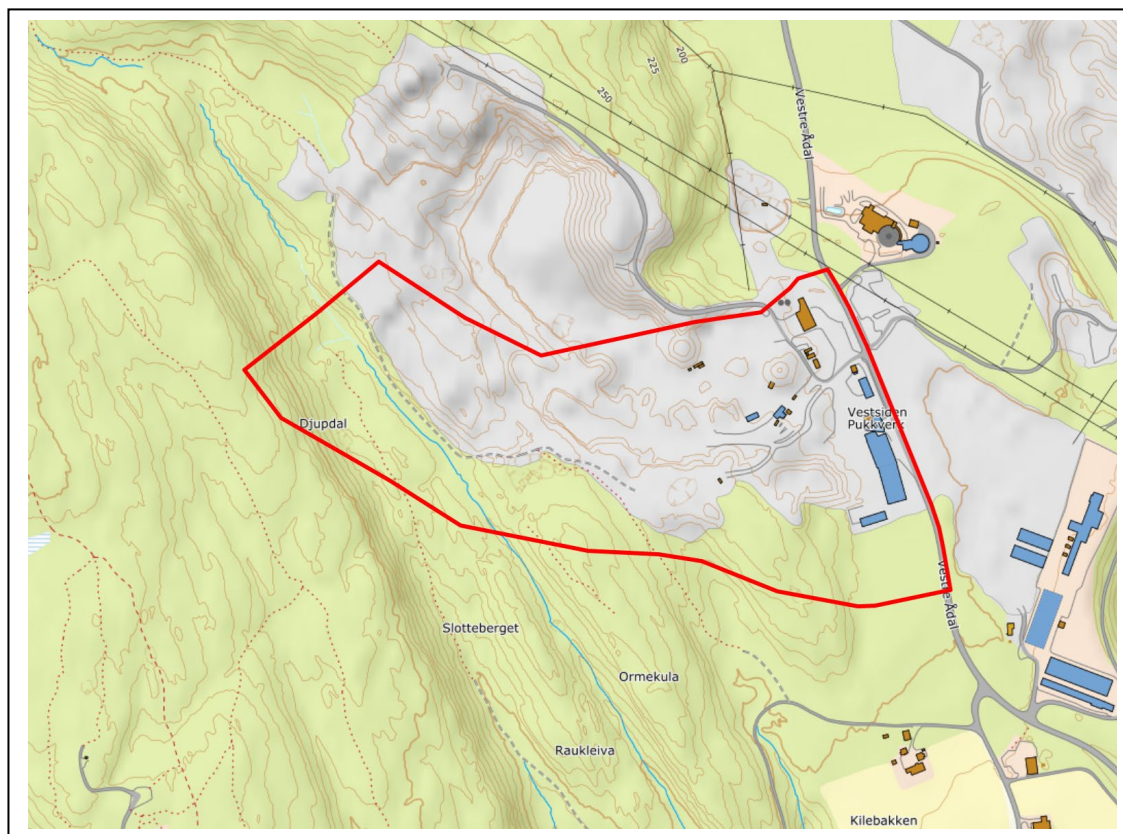 200
225
250
Vestre Ådal
Vestsiden
Pukkverk
Djupdal
Vestre Ådal
Slotteberget
Ormekula
Raukleiva
Kilebakken